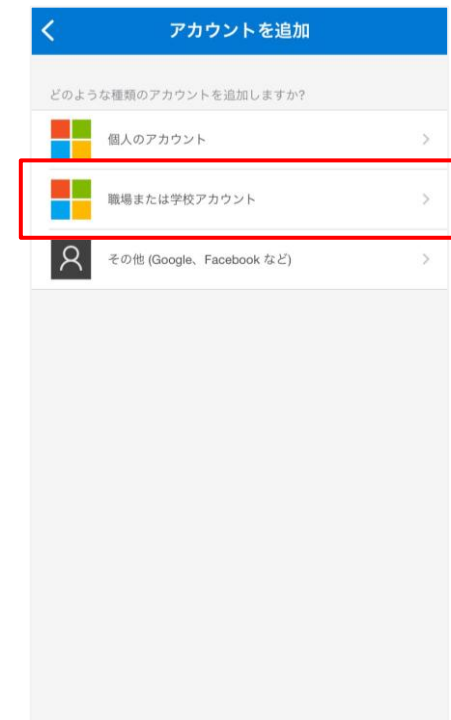 アカウントを追加
どのような種類のアカウントを追加しますか?
個人のアカウント
職場または学校アカウント
その他 (Google、Facebook など)